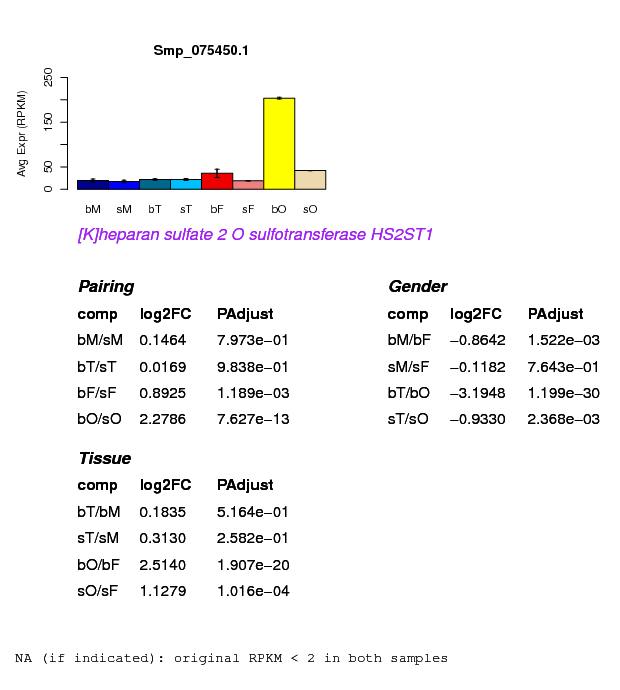 Smp_075450.1
Avg Expr (RPKM)
0 50 150 250
bM sM bT sT bF sF bO sO
[K]heparan sulfate 2 O sulfotransferase HS2ST1
Pairing
comp log2FC PAdjust
bM/sM 0.1464 7.973e−01
bT/sT 0.0169 9.838e−01
bF/sF 0.8925 1.189e−03
bO/sO 2.2786 7.627e−13
Gender
comp log2FC PAdjust
bM/bF −0.8642 1.522e−03
sM/sF −0.1182 7.643e−01
bT/bO −3.1948 1.199e−30
sT/sO −0.9330 2.368e−03
Tissue
comp log2FC PAdjust
bT/bM 0.1835 5.164e−01
sT/sM 0.3130 2.582e−01
bO/bF 2.5140 1.907e−20
sO/sF 1.1279 1.016e−04
NA (if indicated): original RPKM < 2 in both samples